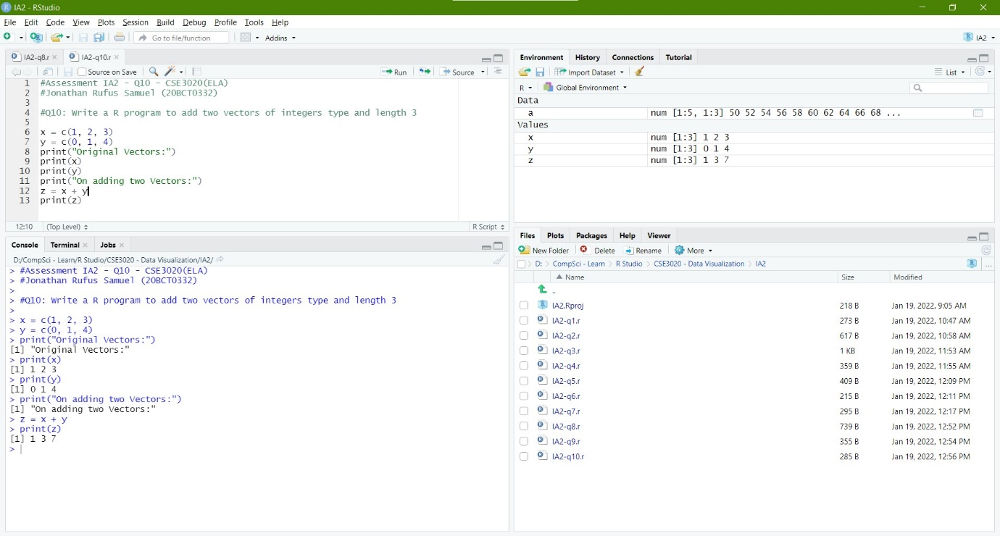 IA2 - RStudio
File Edit Code View Plots Session Build Debug Profile Tools Help
Go to file/function Addins IA2
IA2-q8.r IA2-q10.r
Source on Save Run Source
1 #Assessment IA2 - Q10 - CSE3020(ELA)
2 #Jonathan Rufus Samuel (20BCT0332)
3
4 #Q10: Write a R program to add two vectors of integers type and length 3
5
6 x = c(1, 2, 3)
7 y = c(0, 1, 4)
8 print("Original Vectors:")
9 print(x)
10 print(y)
11 print("On adding two Vectors:")
12 z = x + y
13 print(z)
12:10 (Top Level) R Script
Console Terminal Jobs
D:/CompSci - Learn/R Studio/CSE3020 - Data Visualization/IA2/
> #Assessment IA2 - Q10 - CSE3020(ELA)
> #Jonathan Rufus Samuel (20BCT0332)
>
> #Q10: Write a R program to add two vectors of integers type and length 3
>
> x = c(1, 2, 3)
> y = c(0, 1, 4)
> print("Original Vectors:")
[1] "Original Vectors:"
> print(x)
[1] 1 2 3
> print(y)
[1] 0 1 4
> print("On adding two Vectors:")
[1] "On adding two Vectors:"
> z = x + y
> print(z)
[1] 1 3 7
>
Environment History Connections Tutorial
Import Dataset List
R Global Environment
Data
a num [1:5, 1:3] 50 52 54 56 58 60 62 64 66 68 ...
Values
x num [1:3] 1 2 3
y num [1:3] 0 1 4
z num [1:3] 1 3 7
Files Plots Packages Help Viewer
New Folder Delete Rename More
D: CompSci - Learn R Studio CSE3020 - Data Visualization IA2 ...
Name Size Modified
..
IA2.Rproj 218 B Jan 19, 2022, 9:05 AM
IA2-q1.r 273 B Jan 19, 2022, 10:47 AM
IA2-q2.r 617 B Jan 19, 2022, 10:58 AM
IA2-q3.r 1 KB Jan 19, 2022, 11:53 AM
IA2-q4.r 359 B Jan 19, 2022, 11:55 AM
IA2-q5.r 409 B Jan 19, 2022, 12:09 PM
IA2-q6.r 215 B Jan 19, 2022, 12:11 PM
IA2-q7.r 295 B Jan 19, 2022, 12:17 PM
IA2-q8.r 739 B Jan 19, 2022, 12:52 PM
IA2-q9.r 355 B Jan 19, 2022, 12:54 PM
IA2-q10.r 285 B Jan 19, 2022, 12:56 PM